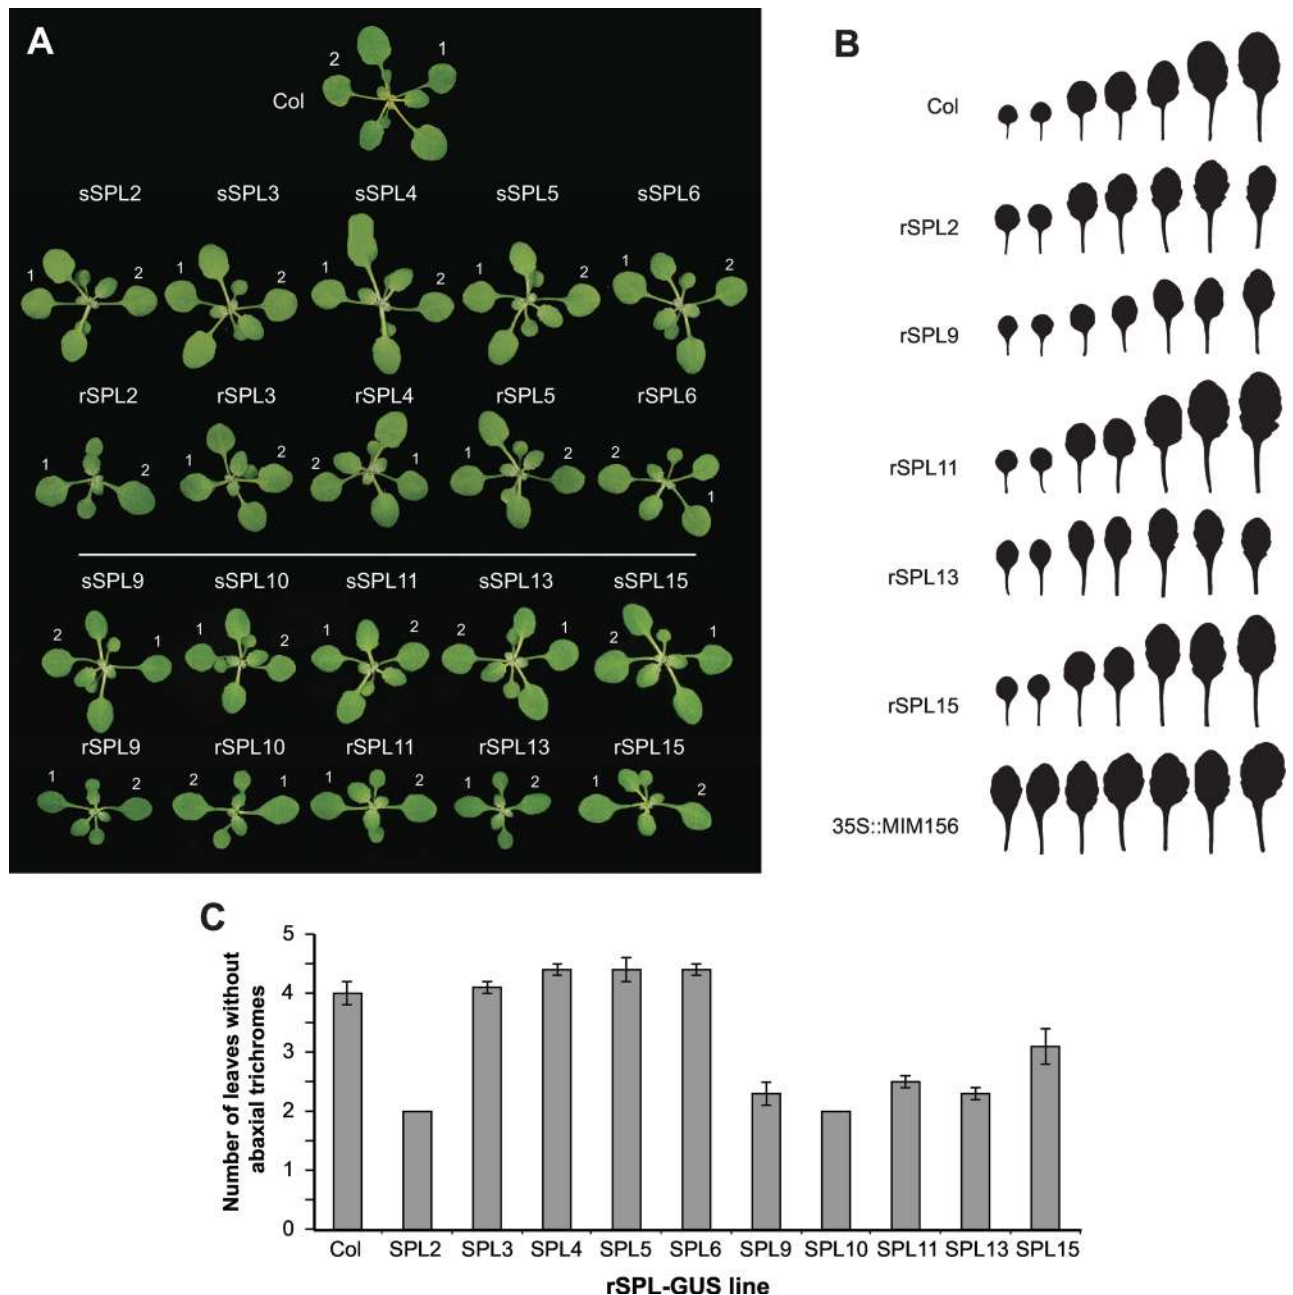 A
2
1
Col
sSPL2 sSPL3 sSPL4 sSPL5 sSPL6
1 2 1 2 1 2 1 2 1 2
rSPL2 rSPL3 rSPL4 rSPL5 rSPL6
1 2 1 2 2 1 1 2 2 1
sSPL9 sSPL10 sSPL11 sSPL13 sSPL15
2 1 1 2 1 2 2 1 2 1
rSPL9 rSPL10 rSPL11 rSPL13 rSPL15
1 2 2 1 1 2 1 2 1 2
B
Col
rSPL2
rSPL9
rSPL11
rSPL13
rSPL15
35S::MIM156
C
Number of leaves without
abaxial trichromes
5
4
3
2
1
0
Col SPL2 SPL3 SPL4 SPL5 SPL6 SPL9 SPL10 SPL11 SPL13 SPL15
rSPL-GUS line